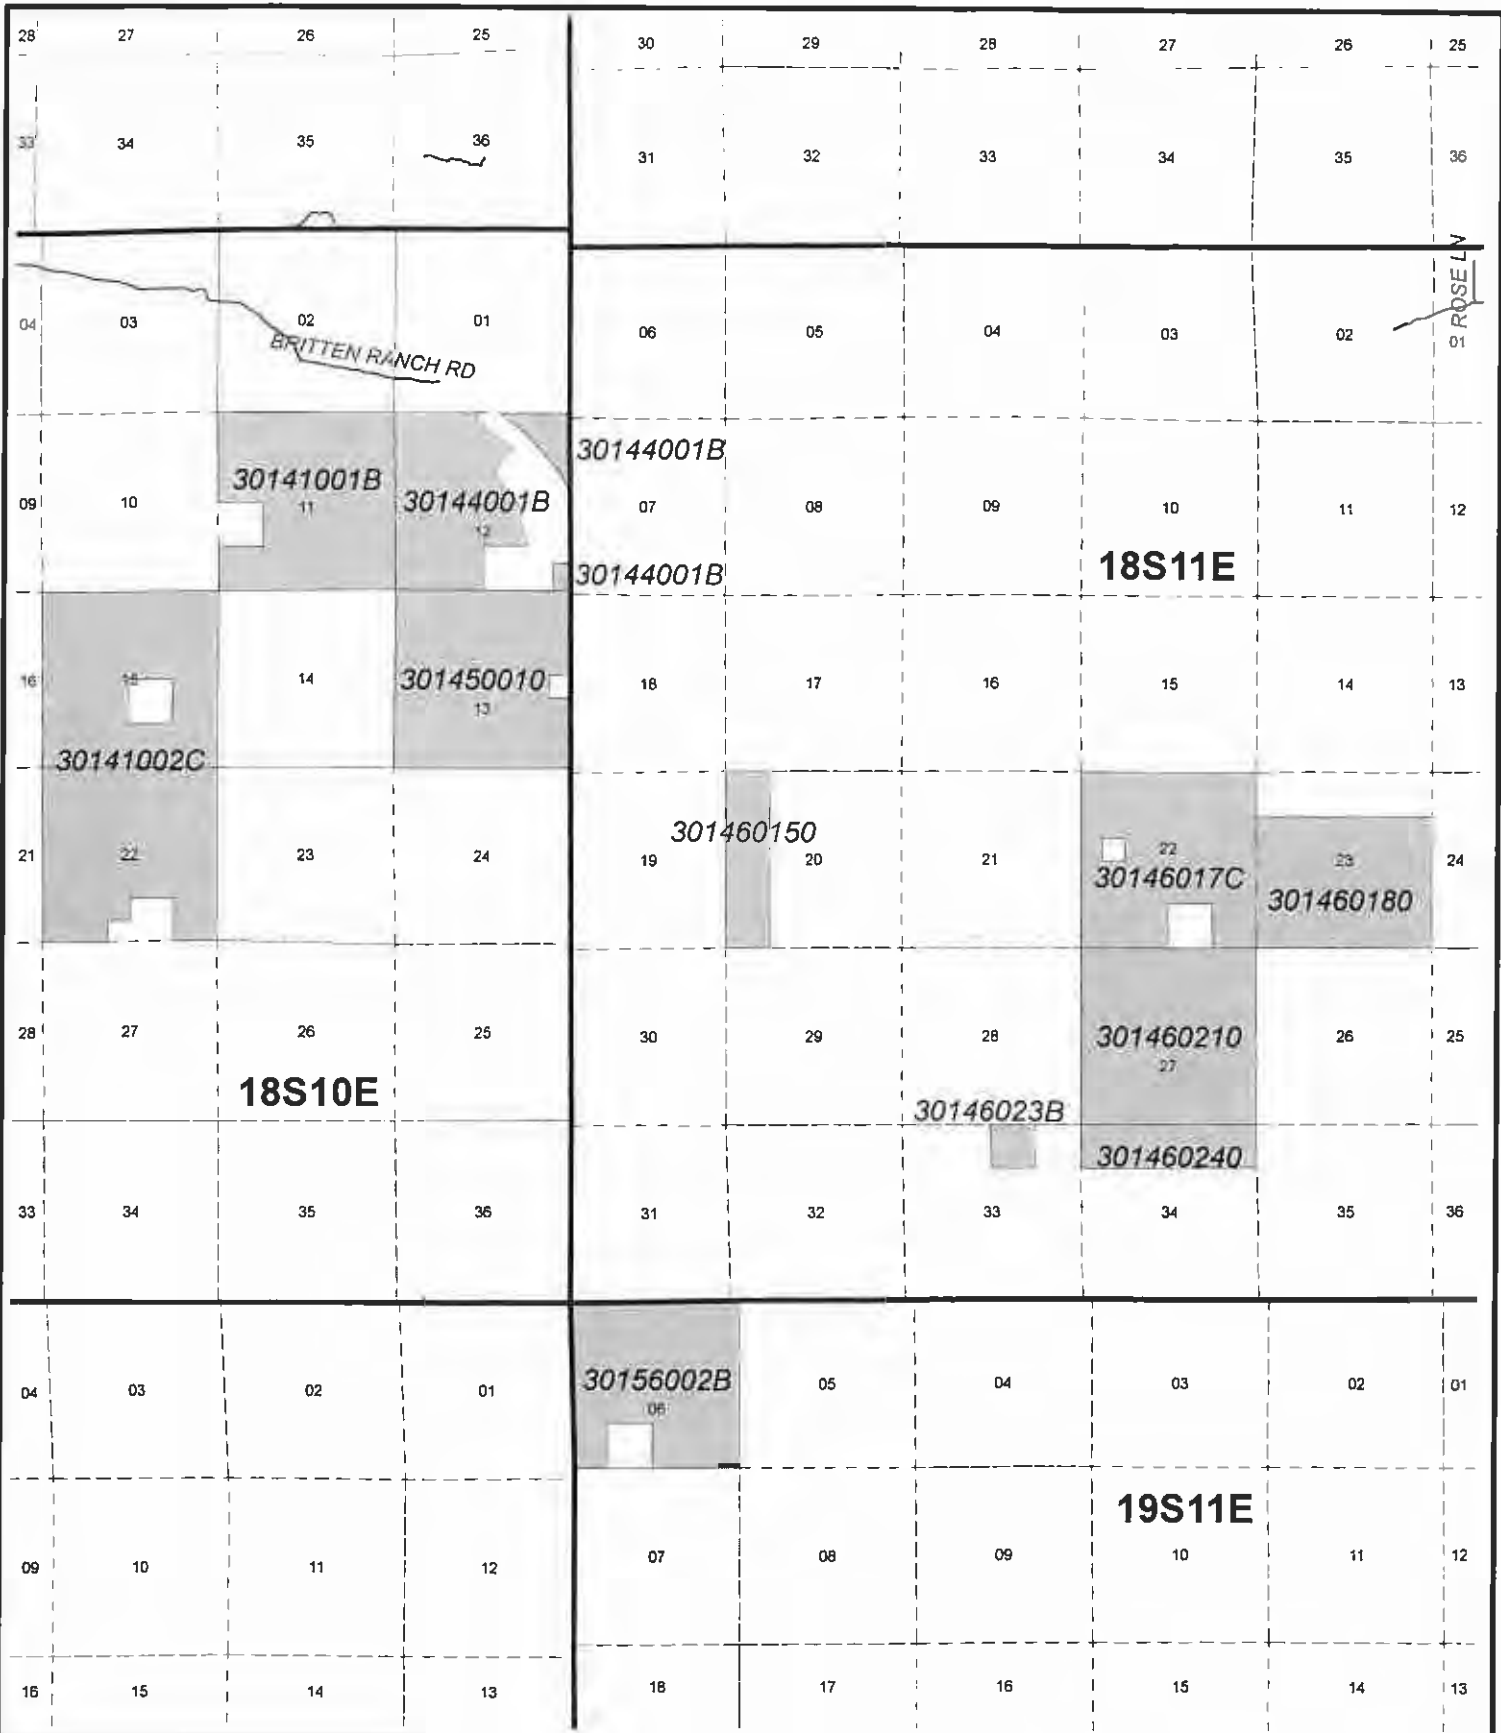 28 27 26 25 30 29 28 27 26 25
33 34 35 36 31 32 33 34 35 36
ROSE LN
04 03 02 01 06 05 04 03 02 01
BRITTEN RANCH RD
30144001B
30141001B
30144001B
09 10 11 12 07 08 09 10 11 12
18S11E
30144001B
16 15 14 301450010 18 17 16 15 14 13
13
30141002C
301460150
21 22 23 24 19 20 21 22 23 24
30146017C
301460180
28 27 26 25 30 29 28 301460210 26 25
27
18S10E
30146023B
301460240
33 34 35 36 31 32 33 34 35 36
30156002B
04 03 02 01 06 05 04 03 02 01
19S11E
09 10 11 12 07 08 09 10 11 12
16 15 14 13 18 17 16 15 14 13